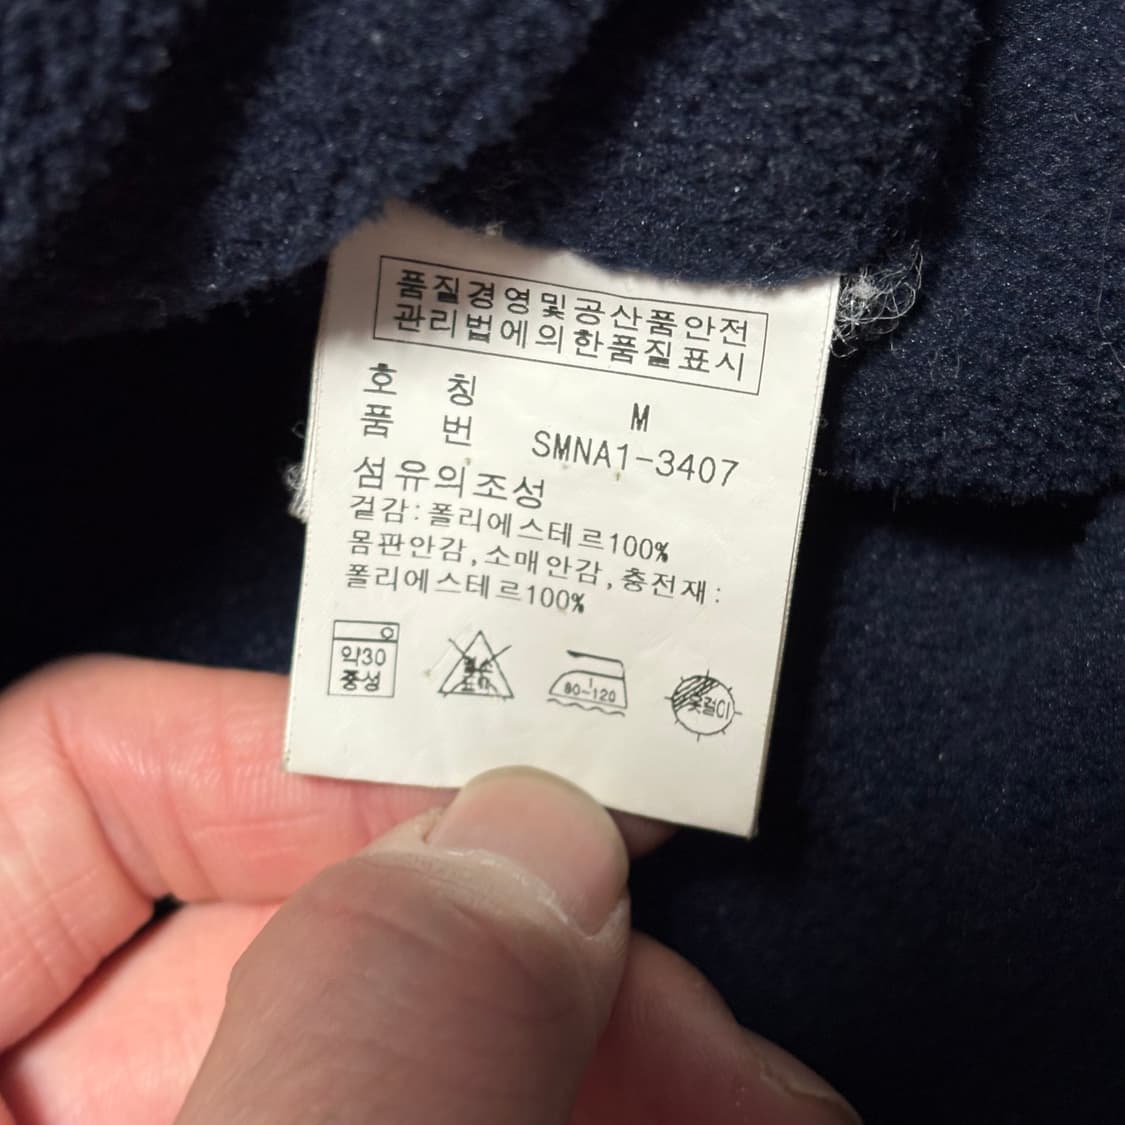 품질경영및공산품안전
관리법에의한품질표시
호 칭 M
품 번 SMNA1-3407
섬유의조성
겉감:폴리에스테르100%
몸판안감,소매안감,충전재:
폴리에스테르100%
약30
중성
80~120
옷걸이